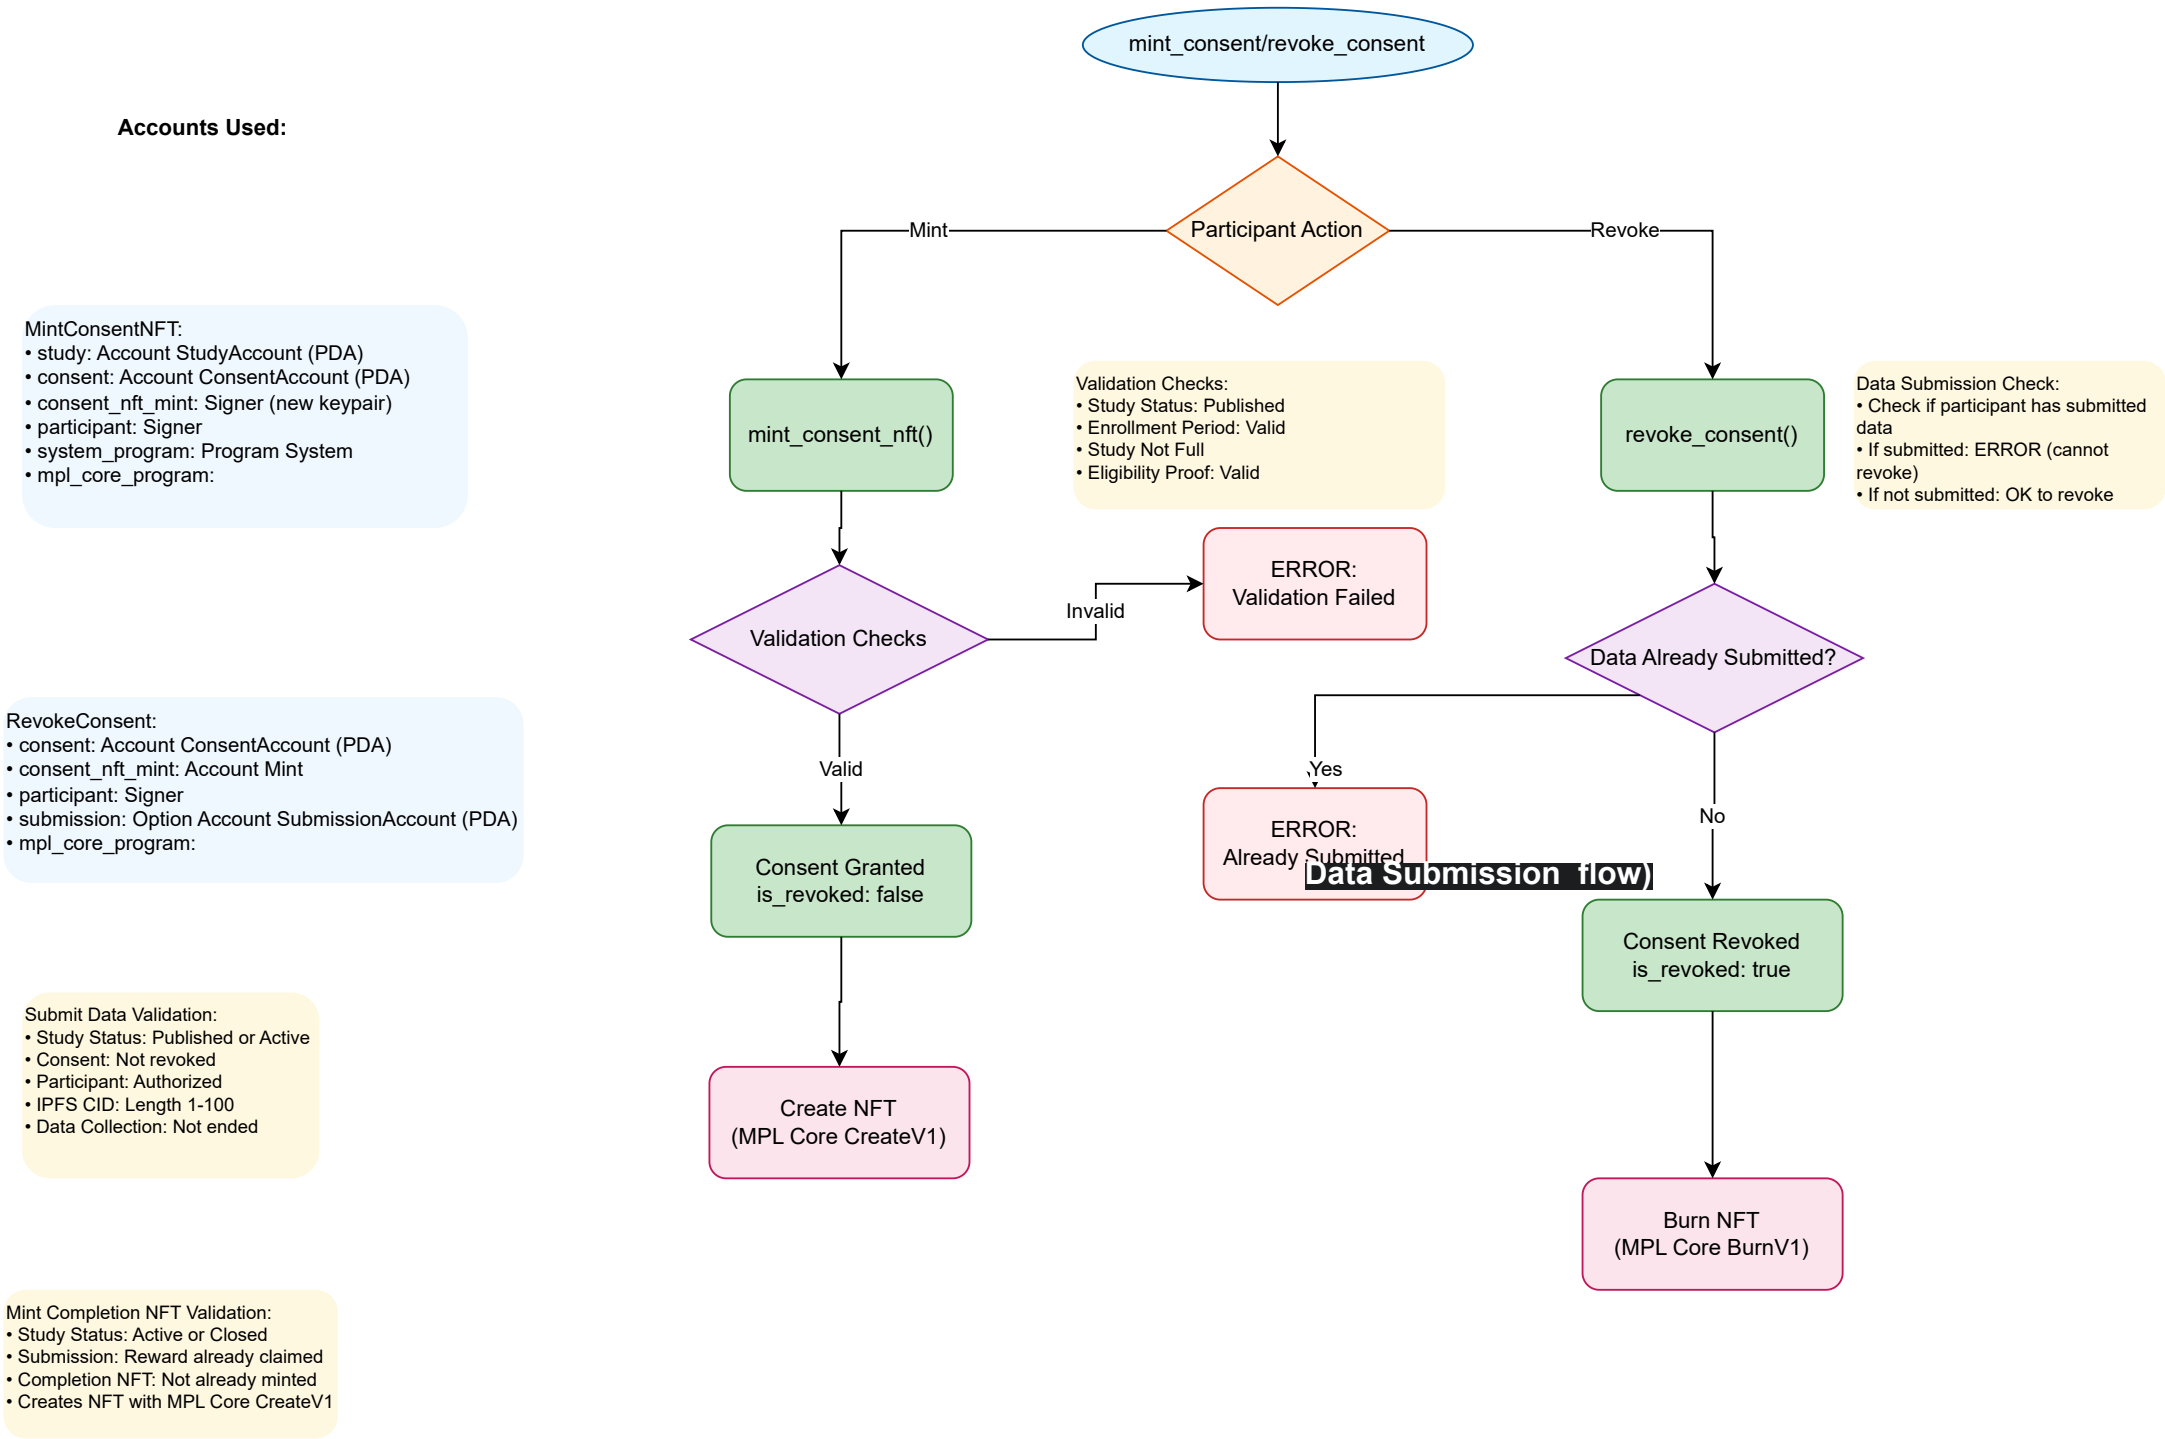 mint_consent/revoke_consent
Accounts Used:
Participant Action
Mint
Revoke
MintConsentNFT:
• study: Account StudyAccount (PDA)
• consent: Account ConsentAccount (PDA)
• consent_nft_mint: Signer (new keypair)
• participant: Signer
• system_program: Program System
• mpl_core_program:
mint_consent_nft()
Validation Checks:
• Study Status: Published
• Enrollment Period: Valid
• Study Not Full
• Eligibility Proof: Valid
revoke_consent()
Data Submission Check:
• Check if participant has submitted
data
• If submitted: ERROR (cannot
revoke)
• If not submitted: OK to revoke
Validation Checks
Invalid
ERROR:
Validation Failed
Data Already Submitted?
RevokeConsent:
• consent: Account ConsentAccount (PDA)
• consent_nft_mint: Account Mint
• participant: Signer
• submission: Option Account SubmissionAccount (PDA)
• mpl_core_program:
Valid
Yes
No
Consent Granted
is_revoked: false
ERROR:
Already Submitted
Data Submission  flow)
Consent Revoked
is_revoked: true
Submit Data Validation:
• Study Status: Published or Active
• Consent: Not revoked
• Participant: Authorized
• IPFS CID: Length 1-100
• Data Collection: Not ended
Create NFT
(MPL Core CreateV1)
Burn NFT
(MPL Core BurnV1)
Mint Completion NFT Validation:
• Study Status: Active or Closed
• Submission: Reward already claimed
• Completion NFT: Not already minted
• Creates NFT with MPL Core CreateV1